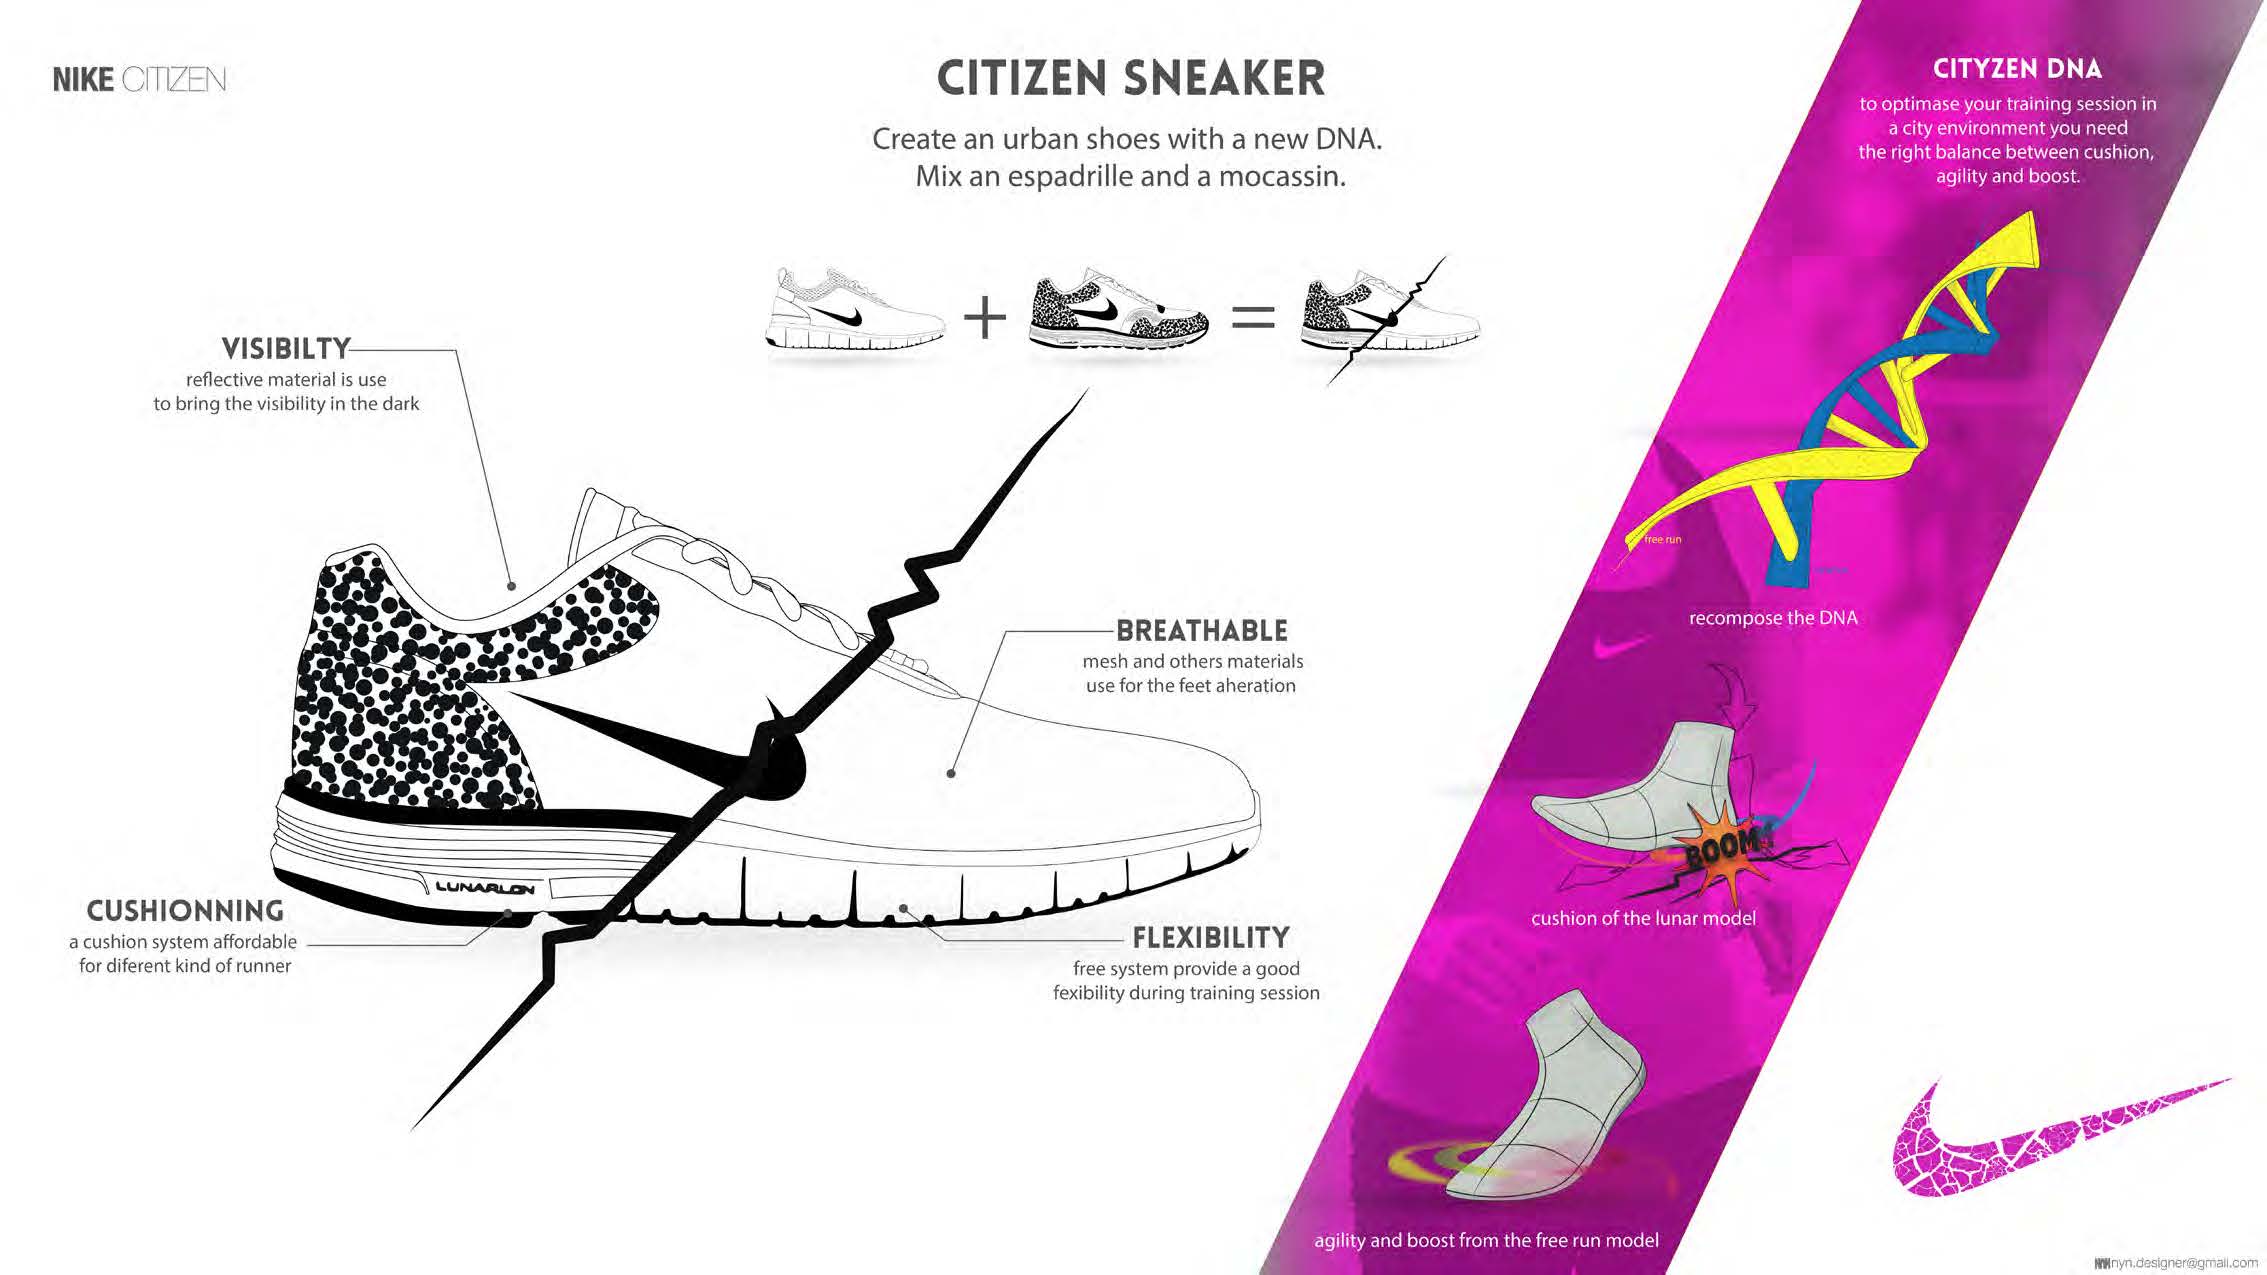 NIKE CITIZEN
CITIZEN SNEAKER
Create an urban shoes with a new DNA.
Mix an espadrille and a mocassin.
VISIBILTY
reflective material is use
to bring the visibility in the dark
BREATHABLE
mesh and others materials
use for the feet aheration
LUNARLON
CUSHIONNING
a cushion system affordable
for diferent kind of runner
FLEXIBILITY
free system provide a good
fexibility during training session
CITYZEN DNA
to optimase your training session in
a city environment you need
the right balance between cushion,
agility and boost.
free run
recompose the DNA
BOOM!
cushion of the lunar model
agility and boost from the free run model
nyn.designer@gmail.com